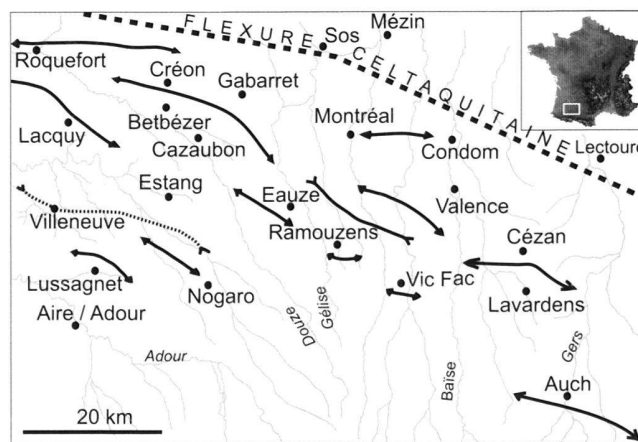 FLEXURE CELTAQUITAINE
Mézin
Sos
Roquefort
Créon
Gabarret
Betbézer
Montréal
Lacquy
Cazaubon
Condom
Lectoure
Estang
Eauze
Valence
Villeneuve
Ramouzens
Cézan
Lussagnet
Nogaro
Vic Fac
Lavardens
Aire / Adour
Douze
Gélise
Adour
Baïse
Gers
Auch
20 km